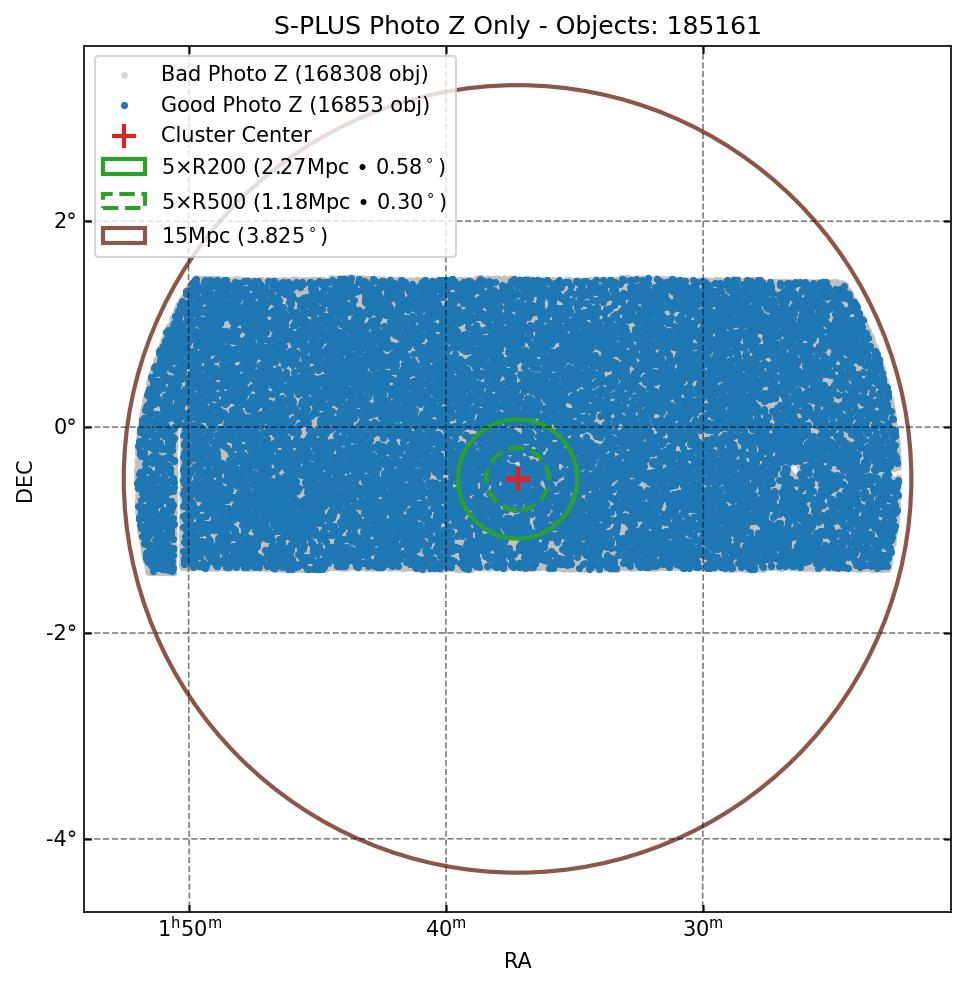 S-PLUS Photo Z Only - Objects: 185161
Bad Photo Z (168308 obj)
Good Photo Z (16853 obj)
Cluster Center
5×R200 (2.27Mpc • 0.58°)
5×R500 (1.18Mpc • 0.30°)
15Mpc (3.825°)
2°
0°
-2°
-4°
DEC
1ʰ50ᵐ
40ᵐ
30ᵐ
RA